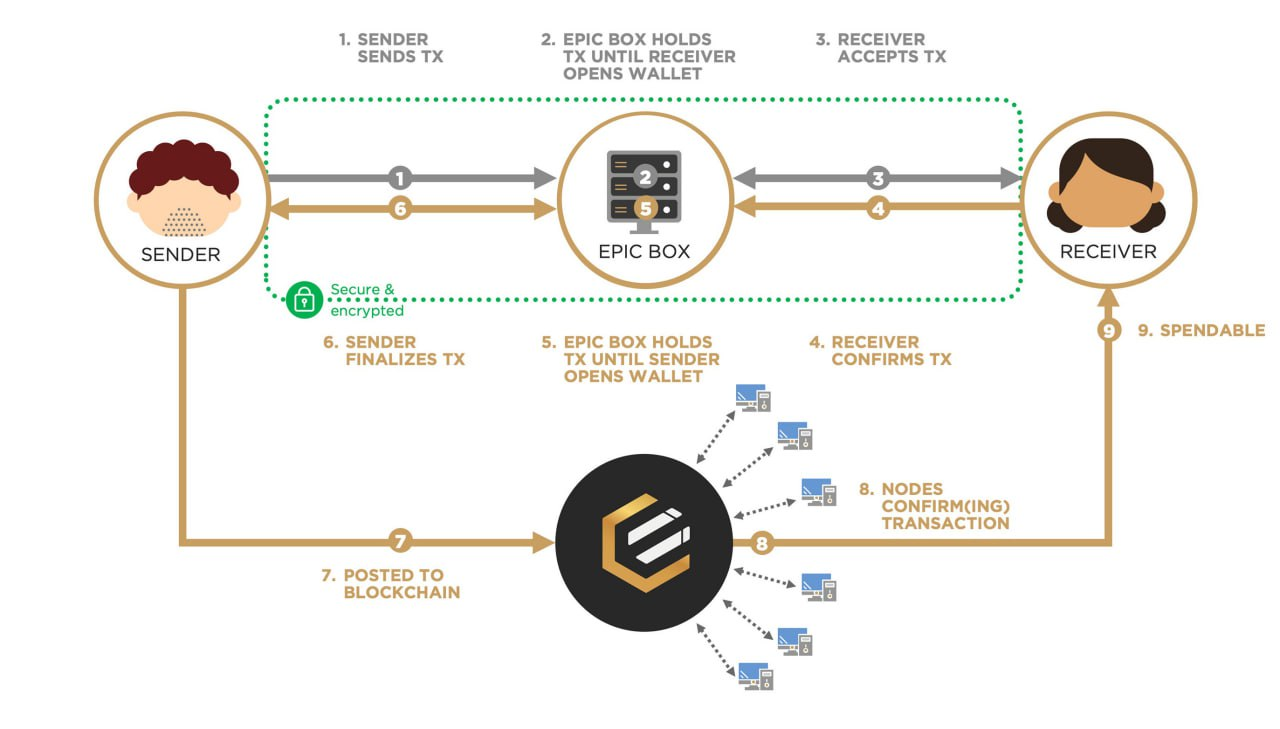 1. SENDER
SENDS TX
2. EPIC BOX HOLDS
TX UNTIL RECEIVER
OPENS WALLET
3. RECEIVER
ACCEPTS TX
1
2
3
6
5
4
SENDER
EPIC BOX
RECEIVER
Secure &
encrypted
6. SENDER
FINALIZES TX
5. EPIC BOX HOLDS
TX UNTIL SENDER
OPENS WALLET
4. RECEIVER
CONFIRMS TX
9
9. SPENDABLE
8. NODES
CONFIRM(ING)
TRANSACTION
7
8
7. POSTED TO
BLOCKCHAIN